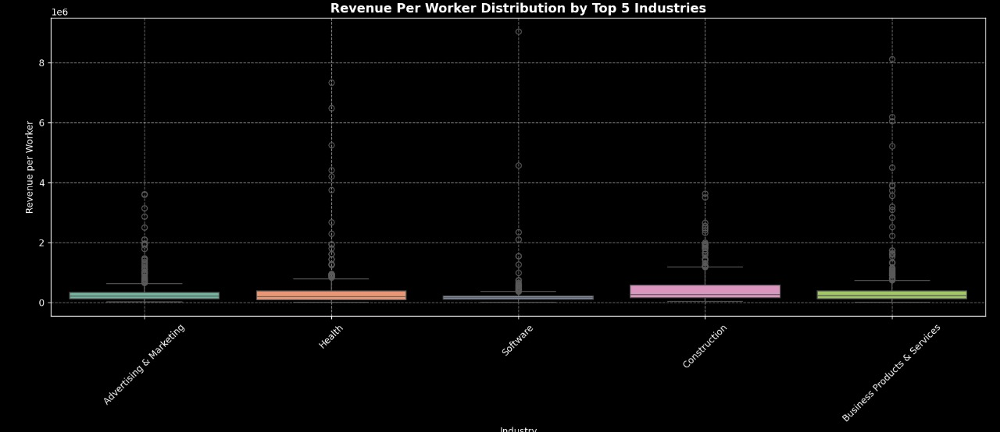 Revenue Per Worker Distribution by Top 5 Industries
1e6
8
6
4
2
0
Revenue per Worker
Advertising & Marketing
Health
Software
Construction
Business Products & Services
Industry